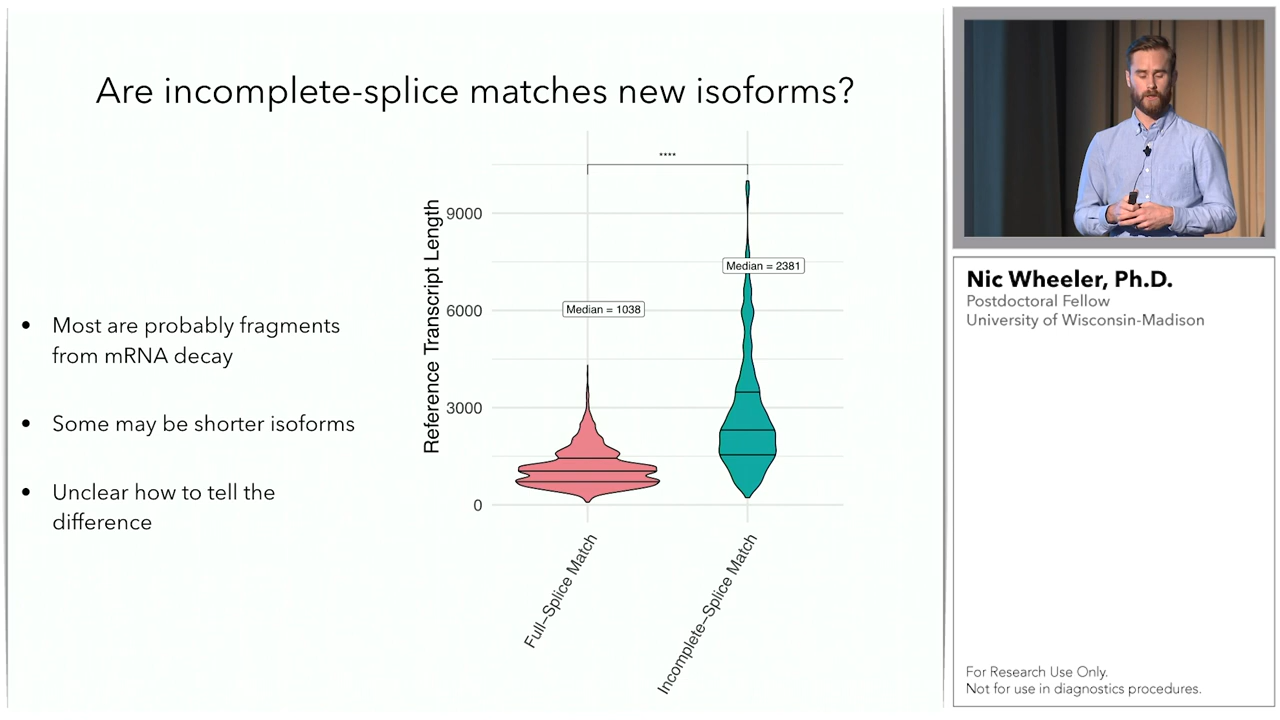 Are incomplete-splice matches new isoforms?
• Most are probably fragments
from mRNA decay
• Some may be shorter isoforms
• Unclear how to tell the
difference
Reference Transcript Length
9000
6000
3000
0
****
Median = 2381
Median = 1038
Full-Splice Match
Incomplete-Splice Match
Nic Wheeler, Ph.D.
Postdoctoral Fellow
University of Wisconsin-Madison
For Research Use Only.
Not for use in diagnostics procedures.